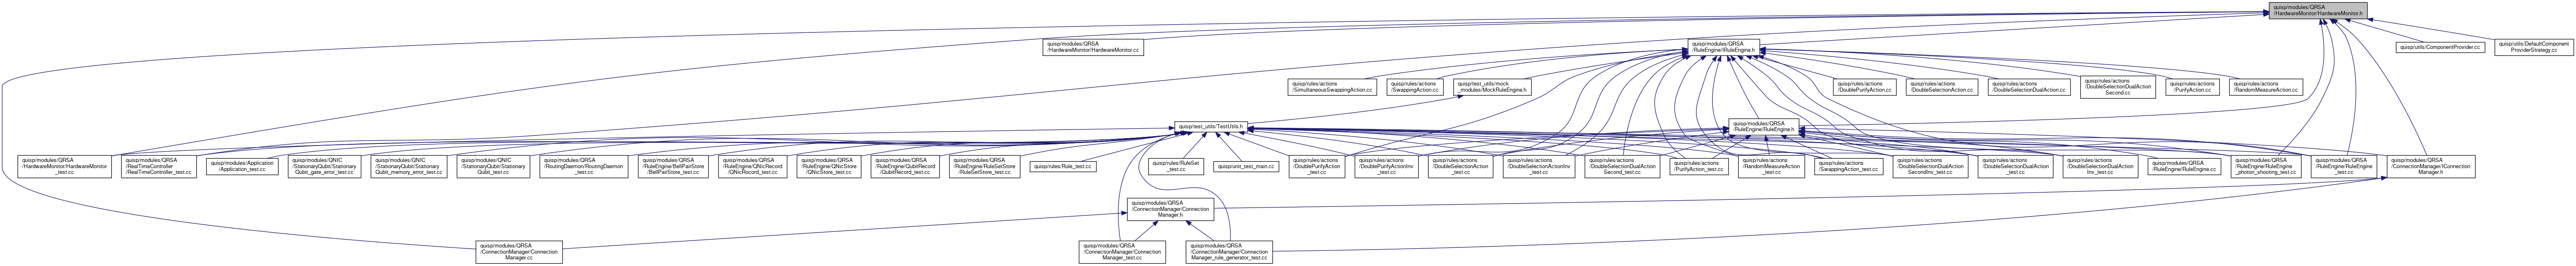 quisp/modules/QRSA
/HardwareMonitor/HardwareMonitor.h
quisp/modules/QRSA
/HardwareMonitor/HardwareMonitor.cc
quisp/modules/QRSA
/RuleEngine/IRuleEngine.h
quisp/utils/ComponentProvider.cc
quisp/utils/DefaultComponent
ProviderStrategy.cc
quisp/rules/actions
/SimultaneousSwappingAction.cc
quisp/rules/actions
/SwappingAction.cc
quisp/test_utils/mock
_modules/MockRuleEngine.h
quisp/rules/actions
/DoublePurifyAction.cc
quisp/rules/actions
/DoubleSelectionAction.cc
quisp/rules/actions
/DoubleSelectionDualAction.cc
quisp/rules/actions
/DoubleSelectionDualAction
Second.cc
quisp/rules/actions
/PurifyAction.cc
quisp/rules/actions
/RandomMeasureAction.cc
quisp/test_utils/TestUtils.h
quisp/modules/QRSA
/RuleEngine/RuleEngine.h
quisp/modules/QRSA
/HardwareMonitor/HardwareMonitor
_test.cc
quisp/modules/QRSA
/RealTimeController
/RealTimeController_test.cc
quisp/modules/Application
/Application_test.cc
quisp/modules/QNIC
/StationaryQubit/Stationary
Qubit_gate_error_test.cc
quisp/modules/QNIC
/StationaryQubit/Stationary
Qubit_memory_error_test.cc
quisp/modules/QNIC
/StationaryQubit/Stationary
Qubit_test.cc
quisp/modules/QRSA
/RoutingDaemon/RoutingDaemon
_test.cc
quisp/modules/QRSA
/RuleEngine/BellPairStore
/BellPairStore_test.cc
quisp/modules/QRSA
/RuleEngine/QNicRecord
/QNicRocord_test.cc
quisp/modules/QRSA
/RuleEngine/QNicStore
/QNicStore_test.cc
quisp/modules/QRSA
/RuleEngine/QubitRecord
/QubitRecord_test.cc
quisp/modules/QRSA
/RuleEngine/RuleSetStore
/RuleSetStore_test.cc
quisp/rules/Rule_test.cc
quisp/rules/RuleSet
_test.cc
quisp/unit_test_main.cc
quisp/rules/actions
/DoublePurifyAction
_test.cc
quisp/rules/actions
/DoublePurifyActionInv
_test.cc
quisp/rules/actions
/DoubleSelectionAction
_test.cc
quisp/rules/actions
/DoubleSelectionActionInv
_test.cc
quisp/rules/actions
/DoubleSelectionDualAction
Second_test.cc
quisp/rules/actions
/PurifyAction_test.cc
quisp/rules/actions
/RandomMeasureAction
_test.cc
quisp/rules/actions
/SwappingAction_test.cc
quisp/rules/actions
/DoubleSelectionDualAction
SecondInv_test.cc
quisp/rules/actions
/DoubleSelectionDualAction
_test.cc
quisp/rules/actions
/DoubleSelectionDualAction
Inv_test.cc
quisp/modules/QRSA
/RuleEngine/RuleEngine.cc
quisp/modules/QRSA
/RuleEngine/RuleEngine
_photon_shooting_test.cc
quisp/modules/QRSA
/RuleEngine/RuleEngine
_test.cc
quisp/modules/QRSA
/ConnectionManager/IConnection
Manager.h
quisp/modules/QRSA
/ConnectionManager/Connection
Manager.h
quisp/modules/QRSA
/ConnectionManager/Connection
Manager.cc
quisp/modules/QRSA
/ConnectionManager/Connection
Manager_test.cc
quisp/modules/QRSA
/ConnectionManager/Connection
Manager_rule_generator_test.cc